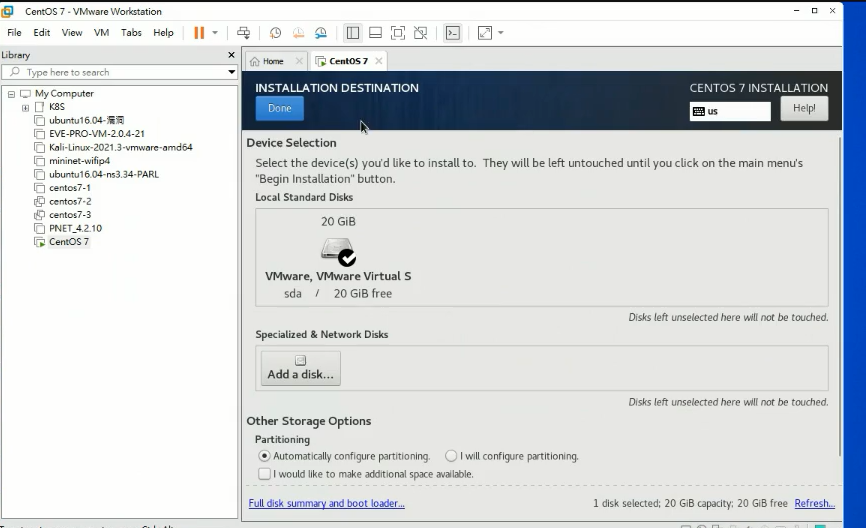 CentOS 7 - VMware Workstation
File Edit View VM Tabs Help
Library
Type here to search
My Computer
K8S
ubuntu16.04-漏洞
EVE-PRO-VM-2.0.4-21
Kali-Linux-2021.3-vmware-amd64
mininet-wifip4
ubuntu16.04-ns3.34-PARL
centos7-1
centos7-2
centos7-3
PNET_4.2.10
CentOS 7
Home
CentOS 7
INSTALLATION DESTINATION
CENTOS 7 INSTALLATION
Done
us
Help!
Device Selection
Select the device(s) you'd like to install to. They will be left untouched until you click on the main menu's
"Begin Installation" button.
Local Standard Disks
20 GiB
VMware, VMware Virtual S
sda / 20 GiB free
Disks left unselected here will not be touched.
Specialized & Network Disks
Add a disk...
Disks left unselected here will not be touched.
Other Storage Options
Partitioning
Automatically configure partitioning. I will configure partitioning.
I would like to make additional space available.
Full disk summary and boot loader...
1 disk selected; 20 GiB capacity; 20 GiB free Refresh...